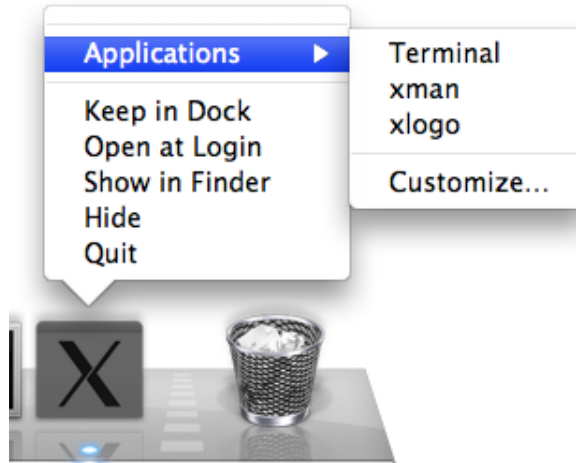 Applications
Keep in Dock
Open at Login
Show in Finder
Hide
Quit
Terminal
xman
xlogo
Customize...
X